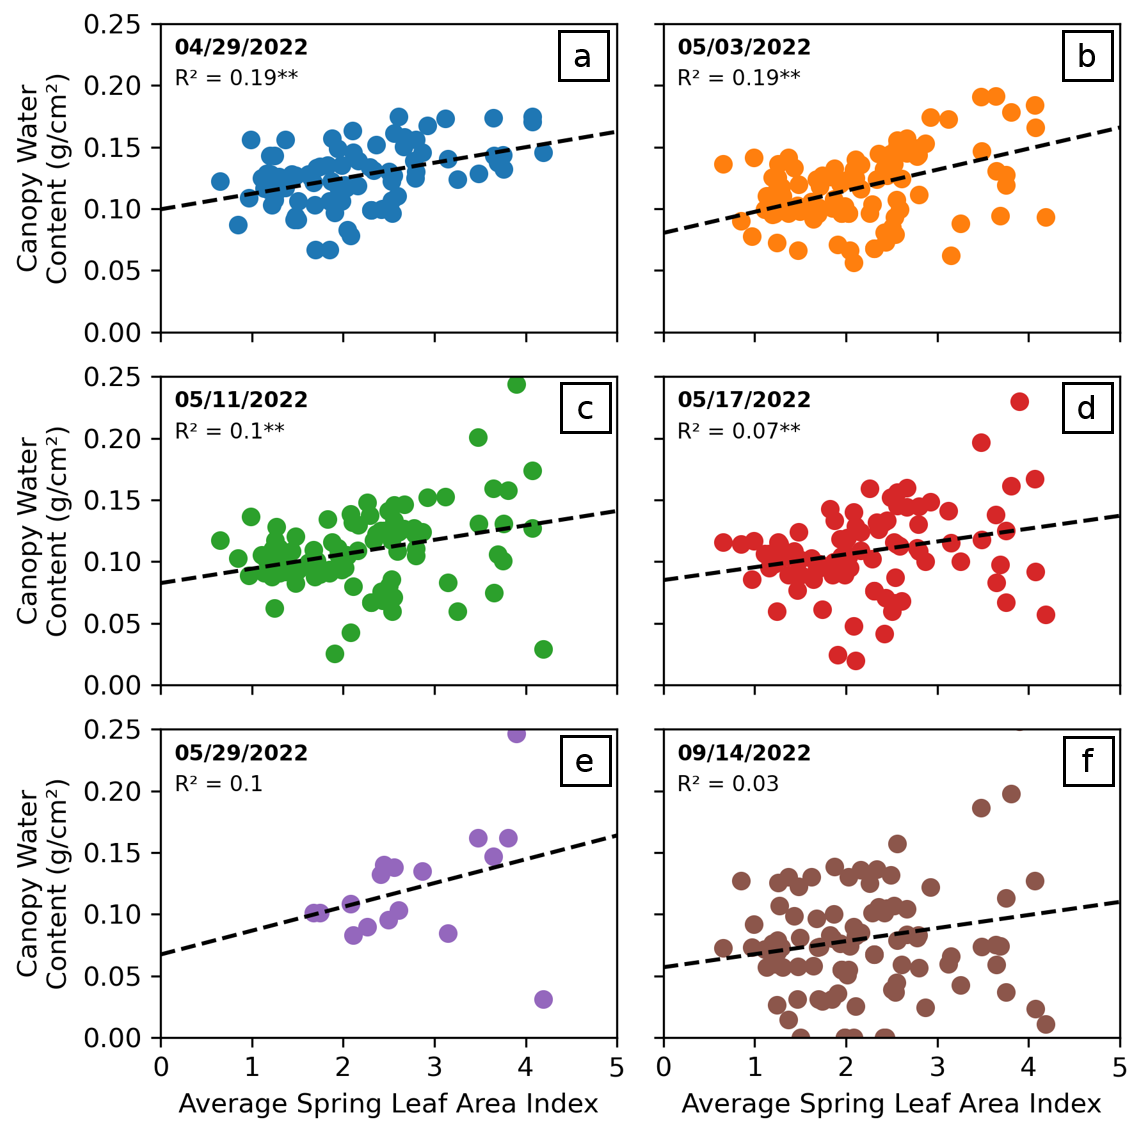 0.25
0.20
0.15
0.10
0.05
0.00
Canopy Water
Content (g/cm²)
04/29/2022
R² = 0.19**
a
05/03/2022
R² = 0.19**
b
0.25
0.20
0.15
0.10
0.05
0.00
Canopy Water
Content (g/cm²)
05/11/2022
R² = 0.1**
c
05/17/2022
R² = 0.07**
d
0.25
0.20
0.15
0.10
0.05
0.00
Canopy Water
Content (g/cm²)
05/29/2022
R² = 0.1
e
09/14/2022
R² = 0.03
f
0 1 2 3 4 5
0 1 2 3 4 5
Average Spring Leaf Area Index
Average Spring Leaf Area Index